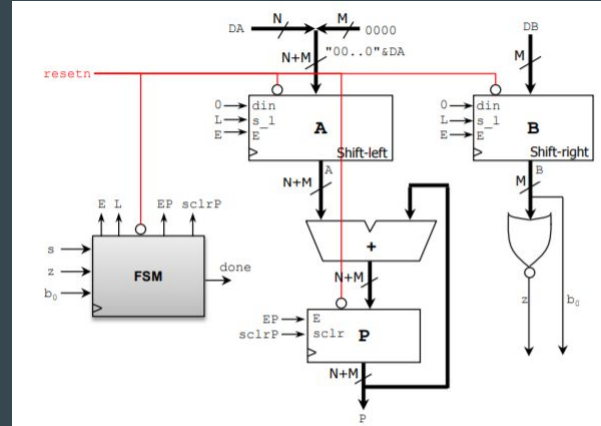 DA N M 0000
DB
N+M "00..0"&DA
M
resetn
0 din
L s_l A
E E
Shift-left
0 din
L s_l B
E E
Shift-right
N+M A
M B
E L EP sclrP
+
s
z FSM done
b0
N+M
z b0
EP E
sclrP sclr P
N+M
P